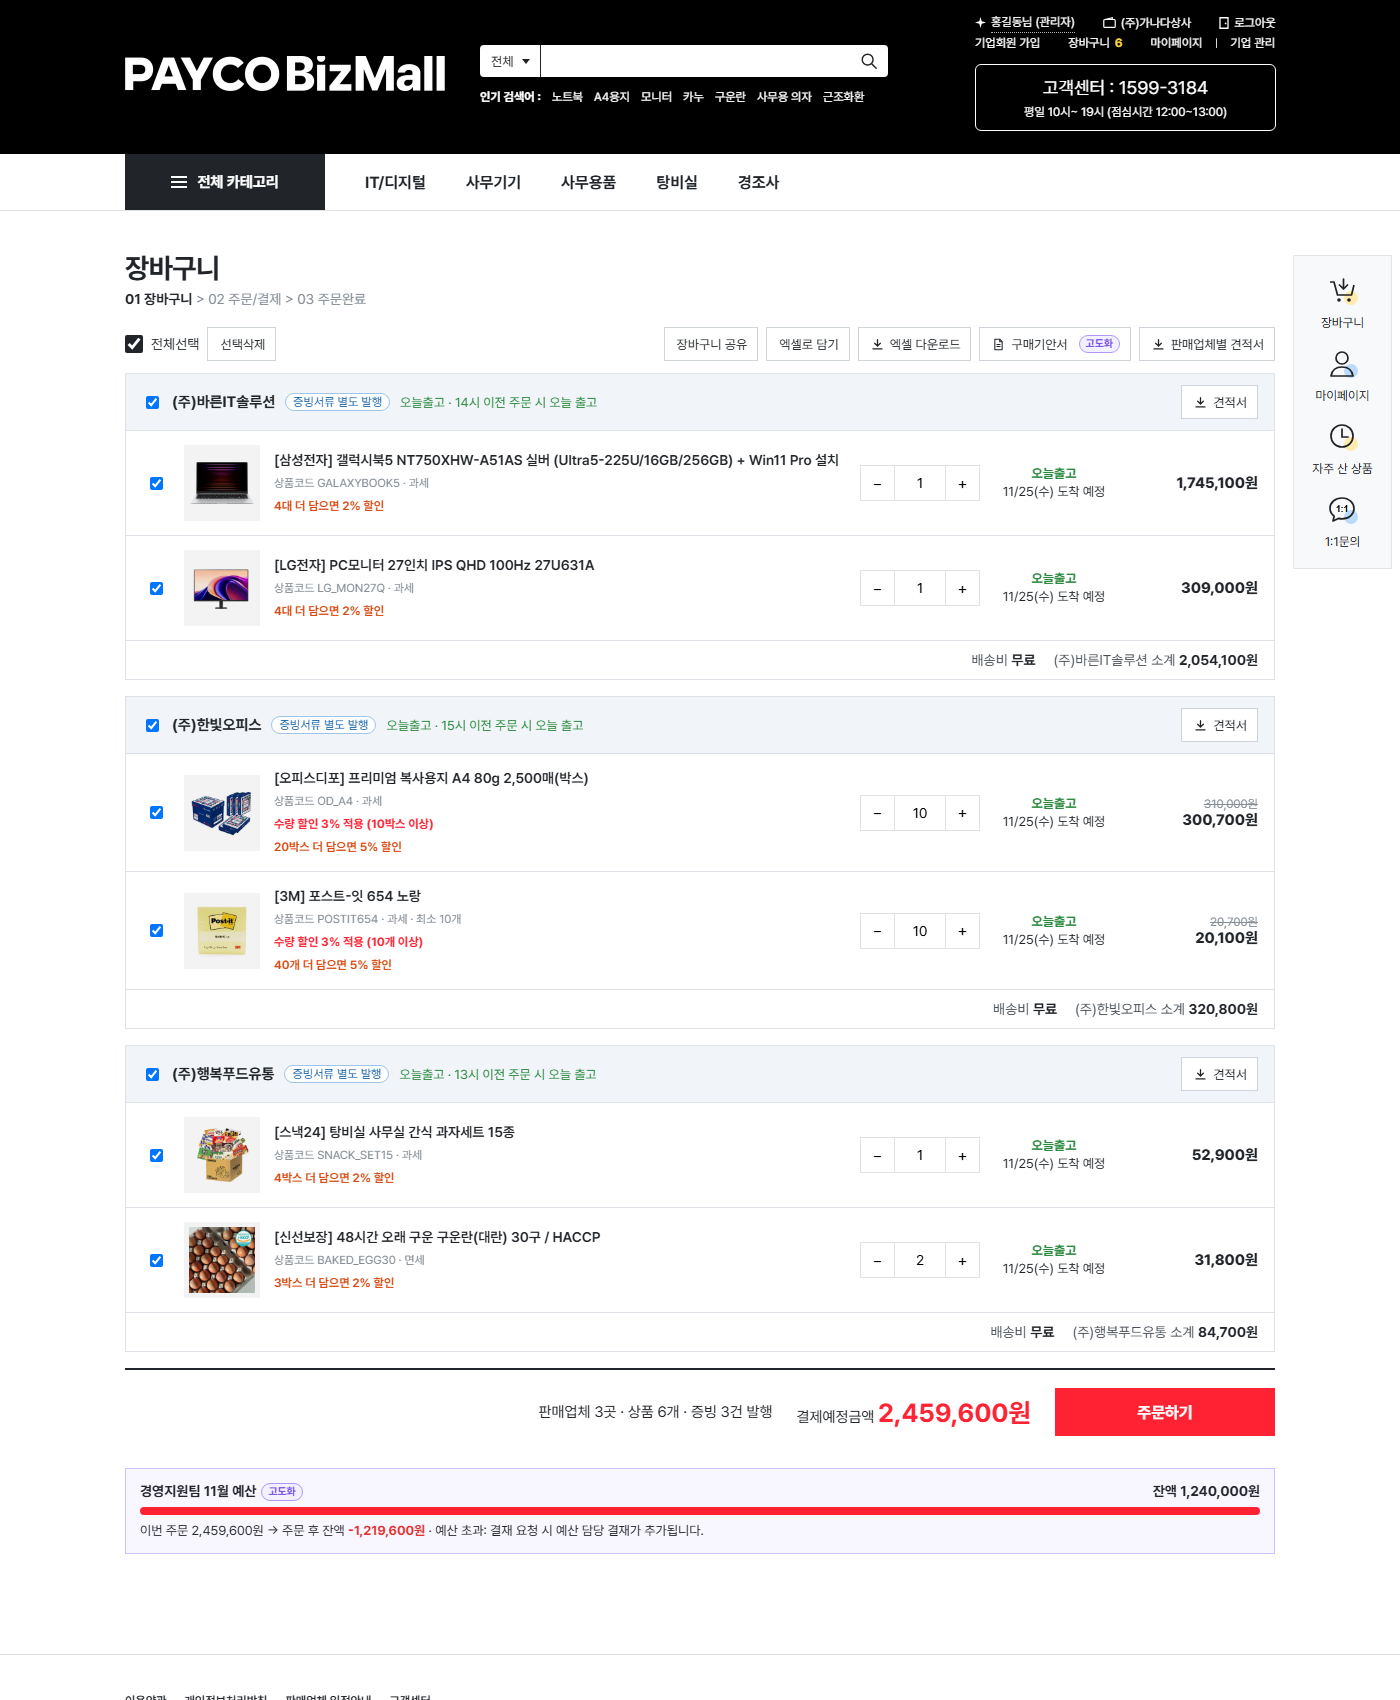 홍길동님 (관리자) (주)가나다상사 로그아웃
기업회원 가입 장바구니 6 마이페이지 | 기업 관리
PAYCO BizMall
전체
인기 검색어 : 노트북 A4용지 모니터 카누 구운란 사무용 의자 근조화환
고객센터 : 1599-3184
평일 10시~ 19시 (점심시간 12:00~13:00)
전체 카테고리 IT/디지털 사무기기 사무용품 탕비실 경조사
장바구니
01 장바구니 > 02 주문/결제 > 03 주문완료
전체선택 선택삭제 장바구니 공유 엑셀로 담기 엑셀 다운로드 구매기안서 고도화 판매업체별 견적서
(주)바른IT솔루션 증빙서류 별도 발행 오늘출고 · 14시 이전 주문 시 오늘 출고 견적서
[삼성전자] 갤럭시북5 NT750XHW-A51AS 실버 (Ultra5-225U/16GB/256GB) + Win11 Pro 설치
상품코드 GALAXYBOOK5 · 과세
4대 더 담으면 2% 할인
− 1 +
오늘출고
11/25(수) 도착 예정
1,745,100원
[LG전자] PC모니터 27인치 IPS QHD 100Hz 27U631A
상품코드 LG_MON27Q · 과세
4대 더 담으면 2% 할인
− 1 +
오늘출고
11/25(수) 도착 예정
309,000원
배송비 무료 (주)바른IT솔루션 소계 2,054,100원
(주)한빛오피스 증빙서류 별도 발행 오늘출고 · 15시 이전 주문 시 오늘 출고 견적서
[오피스디포] 프리미엄 복사용지 A4 80g 2,500매(박스)
상품코드 OD_A4 · 과세
수량 할인 3% 적용 (10박스 이상)
20박스 더 담으면 5% 할인
− 10 +
오늘출고
11/25(수) 도착 예정
310,000원
300,700원
Post-it
[3M] 포스트-잇 654 노랑
상품코드 POSTIT654 · 과세 · 최소 10개
수량 할인 3% 적용 (10개 이상)
40개 더 담으면 5% 할인
− 10 +
오늘출고
11/25(수) 도착 예정
20,700원
20,100원
배송비 무료 (주)한빛오피스 소계 320,800원
(주)행복푸드유통 증빙서류 별도 발행 오늘출고 · 13시 이전 주문 시 오늘 출고 견적서
[스낵24] 탕비실 사무실 간식 과자세트 15종
상품코드 SNACK_SET15 · 과세
4박스 더 담으면 2% 할인
− 1 +
오늘출고
11/25(수) 도착 예정
52,900원
[신선보장] 48시간 오래 구운 구운란(대란) 30구 / HACCP
상품코드 BAKED_EGG30 · 면세
3박스 더 담으면 2% 할인
− 2 +
오늘출고
11/25(수) 도착 예정
31,800원
배송비 무료 (주)행복푸드유통 소계 84,700원
판매업체 3곳 · 상품 6개 · 증빙 3건 발행 결제예정금액 2,459,600원 주문하기
경영지원팀 11월 예산 고도화 잔액 1,240,000원
이번 주문 2,459,600원 → 주문 후 잔액 -1,219,600원 · 예산 초과: 결재 요청 시 예산 담당 결재가 추가됩니다.
장바구니
마이페이지
자주 산 상품
1:1
1:1문의
이용약관 개인정보처리방침 판매업체 입점안내 고객센터